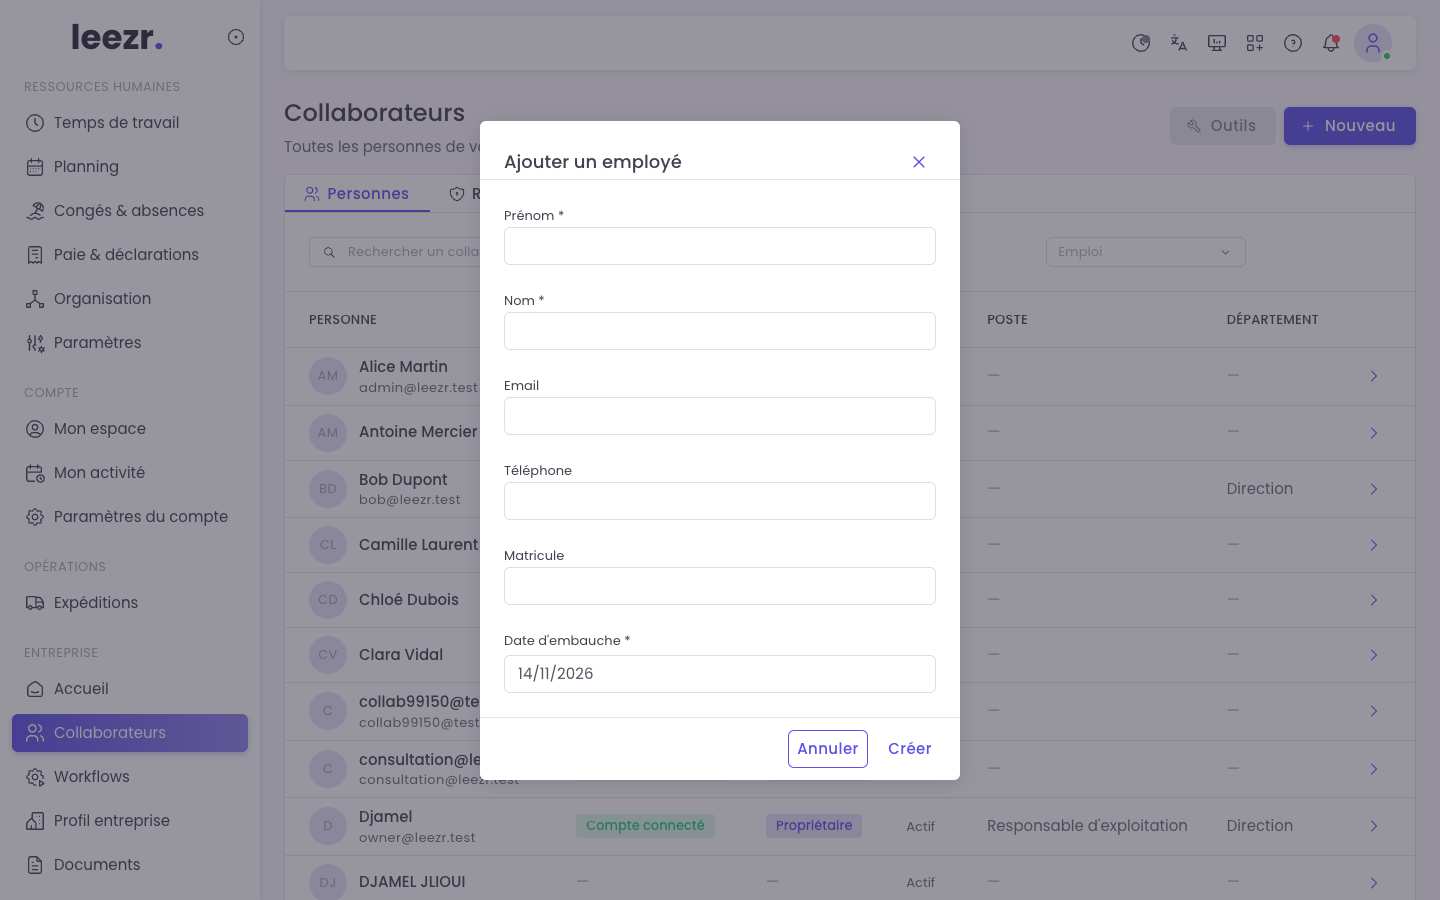 leezr.
RESSOURCES HUMAINES
Temps de travail
Planning
Congés & absences
Paie & déclarations
Organisation
Paramètres
COMPTE
Mon espace
Mon activité
Paramètres du compte
OPÉRATIONS
Expéditions
ENTREPRISE
Accueil
Collaborateurs
Workflows
Profil entreprise
Documents
Collaborateurs
Toutes les personnes de
Outils
Nouveau
Personnes
Rechercher un
Emploi
PERSONNE
POSTE
DÉPARTEMENT
AM
Alice Martin
admin@leezr.test
—
—
AM
Antoine Mercier
—
—
BD
Bob Dupont
bob@leezr.test
—
Direction
CL
Camille Laurent
—
—
CD
Chloé Dubois
—
—
CV
Clara Vidal
—
—
C
collab99150@te
collab99150@test
—
—
C
consultation@le
consultation@leezr.test
—
—
D
Djamel
owner@leezr.test
Compte connecté
Propriétaire
Actif
Responsable d'exploitation
Direction
DJ
DJAMEL JLIOUI
—
—
Actif
—
—
Ajouter un employé
Prénom *
Nom *
Email
Téléphone
Matricule
Date d'embauche *
14/11/2026
Annuler
Créer